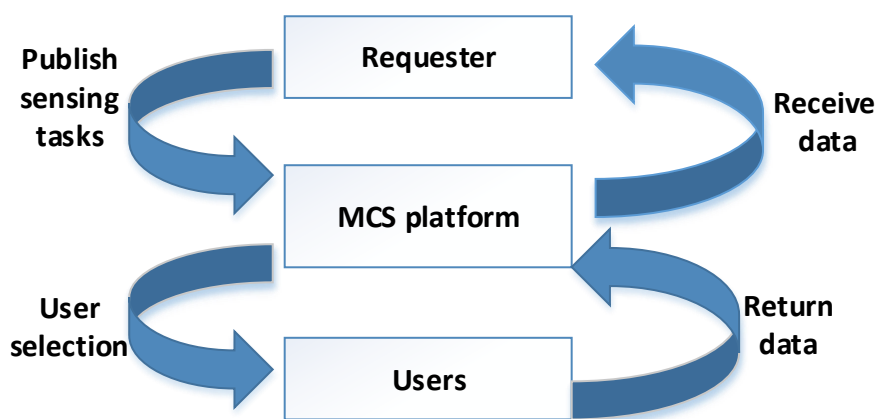 Publish
sensing
tasks
Requester
Receive
data
MCS platform
User
selection
Return
data
Users